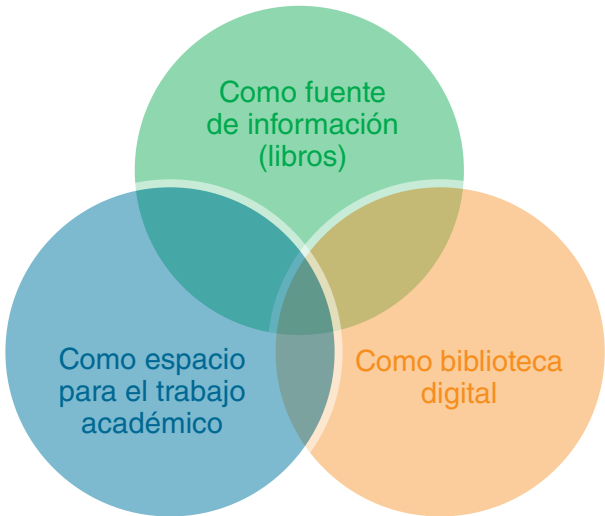 Como fuente
de información
(libros)
Como espacio
para el trabajo
académico
Como biblioteca
digital